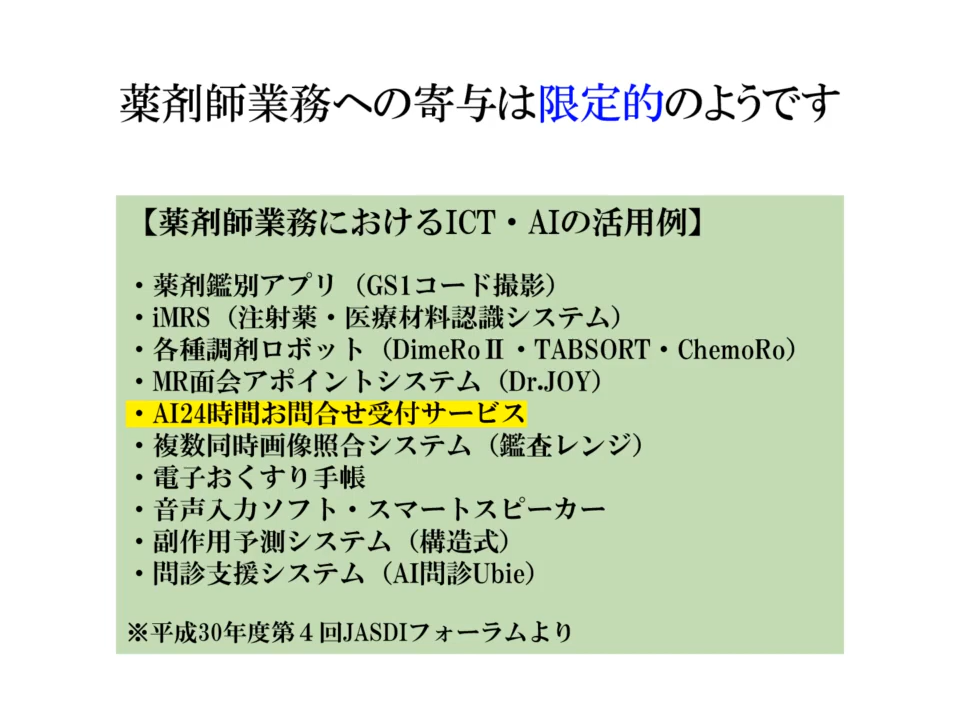 薬剤師業務への寄与は限定的のようです
【薬剤師業務におけるICT・AIの活用例】
・薬剤鑑別アプリ（GS1コード撮影）
・iMRS（注射薬・医療材料認識システム）
・各種調剤ロボット（DimeRoⅡ・TABSORT・ChemoRo）
・MR面会アポイントシステム（Dr.JOY）
・AI24時間お問合せ受付サービス
・複数同時画像照合システム（鑑査レンジ）
・電子おくすり手帳
・音声入力ソフト・スマートスピーカー
・副作用予測システム（構造式）
・問診支援システム（AI問診Ubie）
※平成30年度第４回JASDIフォーラムより